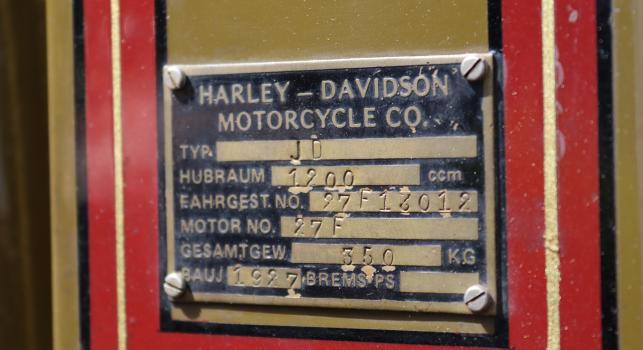 HARLEY – DAVIDSON
MOTORCYCLE CO.
TYP. JD
HUBRAUM 1200 ccm
FAHRGEST. NO. 27F13012
MOTOR NO. 27F
GESAMTGEW. 350 KG
BAUJ. 1927 BREMS PS